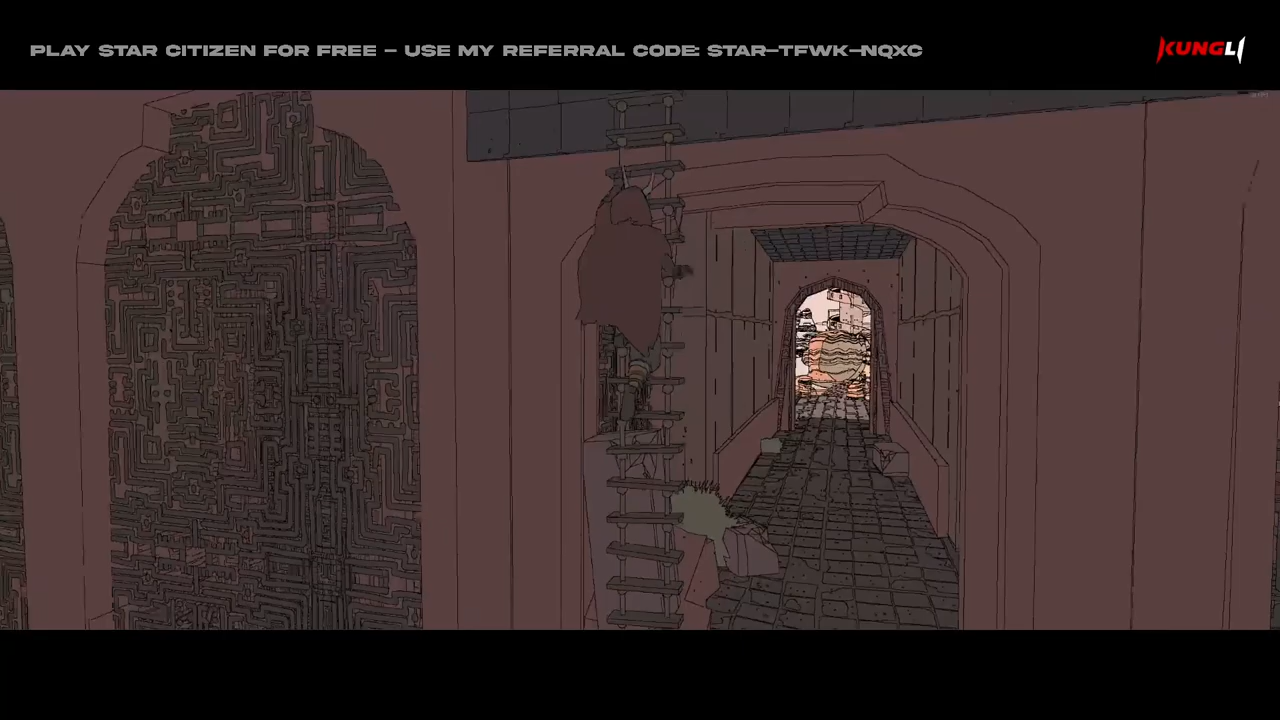 PLAY STAR CITIZEN FOR FREE – USE MY REFERRAL CODE: STAR–TFWK–NQXC
KUNGLI